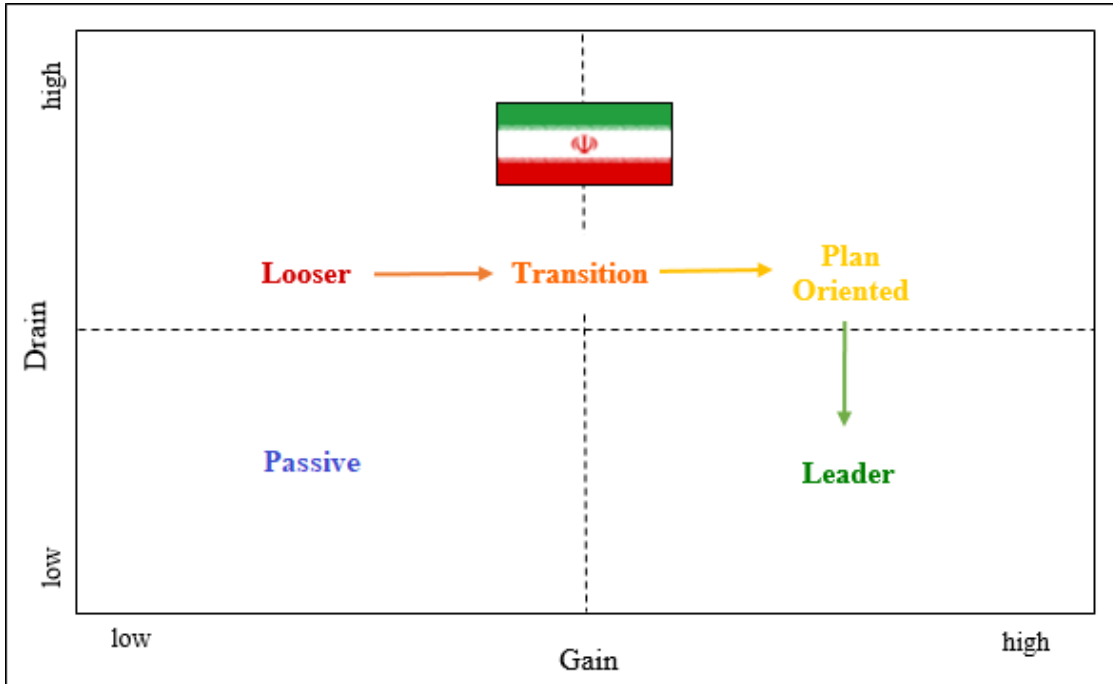 high
Looser
Transition
Plan
Oriented
Drain
Passive
Leader
low
low
high
Gain